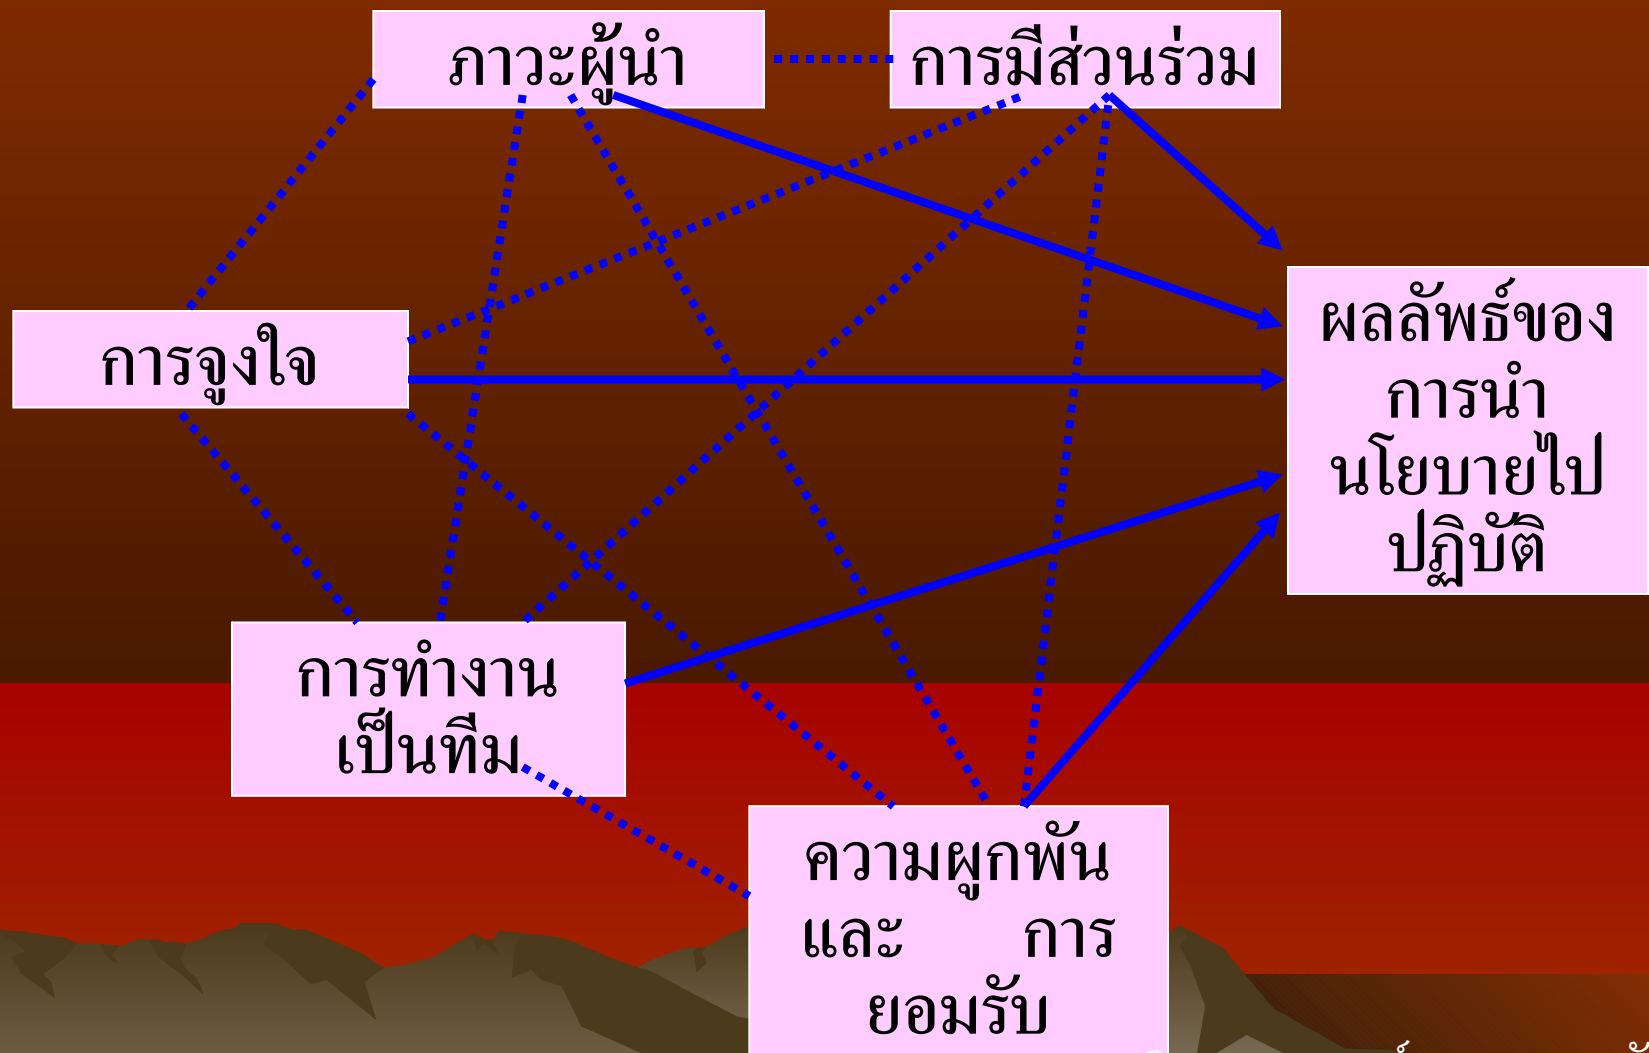 ภาวะผู้นำ
การมีส่วนร่วม
การจูงใจ
ผลลัพธ์ของ
การนำ
นโยบายไป
ปฏิบัติ
การทำงาน
เป็นทีม
ความผูกพัน
และ การ
ยอมรับ